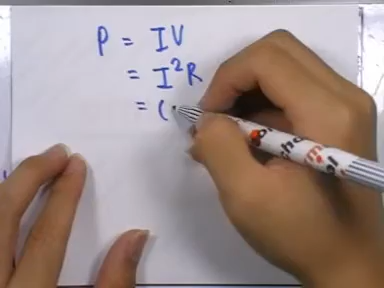 P = IV
= I²R
= (